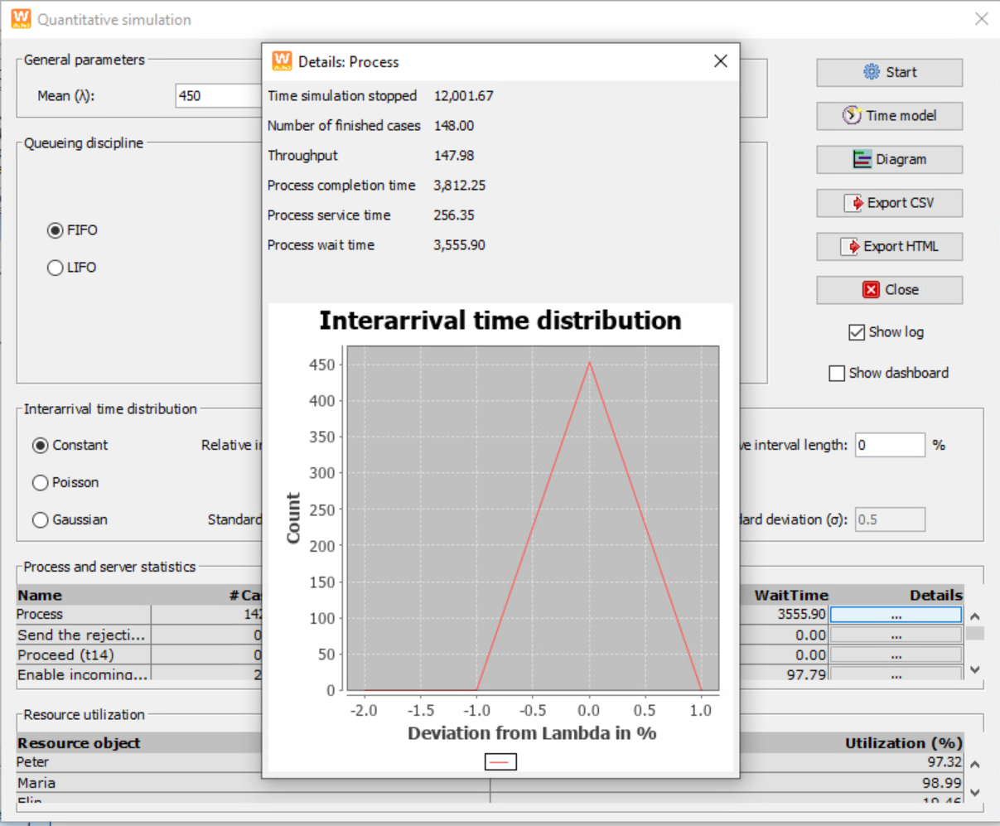 Quantitative simulation
General parameters
Mean (λ): 450
Queueing discipline
FIFO
LIFO
Interarrival time distribution
Constant
Relative in
ve interval length: 0 %
Poisson
Gaussian
Standard
dard deviation (σ): 0.5
Process and server statistics
Name # Ca WaitTime Details
Process 142 3556.90 ...
Send the rejecti... 0 0.00 ...
Proceed (t14) 0 0.00 ...
Enable incoming... 2 97.79 ...
Resource utilization
Resource object Utilization (%)
Peter 97.32
Maria 98.99
Elin 19.46
Start
Time model
Diagram
Export CSV
Export HTML
Close
Show log
Show dashboard
Details: Process
Time simulation stopped 12,001.67
Number of finished cases 148.00
Throughput 147.98
Process completion time 3,812.25
Process service time 256.35
Process wait time 3,555.90
Interarrival time distribution
Count
450
400
350
300
250
200
150
100
50
0
-2.0 -1.5 -1.0 -0.5 0.0 0.5 1.0
Deviation from Lambda in %